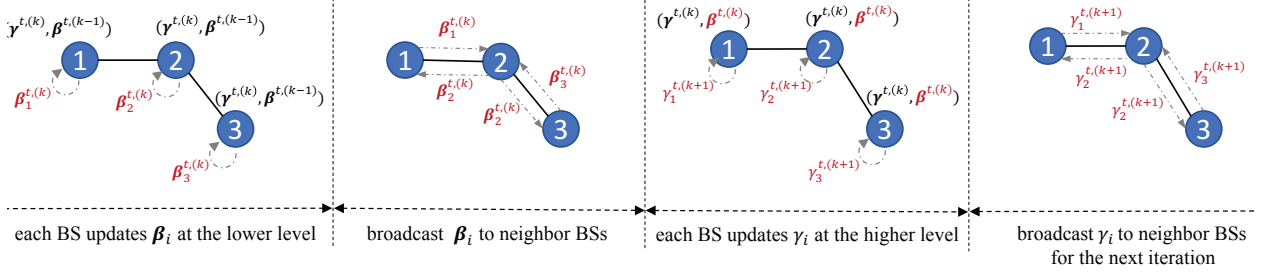 (γ^{t,(k)}, β^{t,(k-1)})
(γ^{t,(k)}, β^{t,(k-1)})
1
2
β_1^{t,(k)}
β_2^{t,(k)}
(γ^{t,(k)}, β^{t,(k-1)})
3
β_3^{t,(k)}
each BS updates β_i at the lower level
β_1^{t,(k)}
1
2
β_2^{t,(k)}
β_3^{t,(k)}
β_2^{t,(k)}
3
broadcast β_i to neighbor BSs
(γ^{t,(k)}, β^{t,(k)})
(γ^{t,(k)}, β^{t,(k)})
1
2
γ_1^{t,(k+1)}
γ_2^{t,(k+1)}
(γ^{t,(k)}, β^{t,(k)})
3
γ_3^{t,(k+1)}
each BS updates γ_i at the higher level
γ_1^{t,(k+1)}
1
2
γ_2^{t,(k+1)}
γ_3^{t,(k+1)}
γ_2^{t,(k+1)}
3
broadcast γ_i to neighbor BSs
for the next iteration